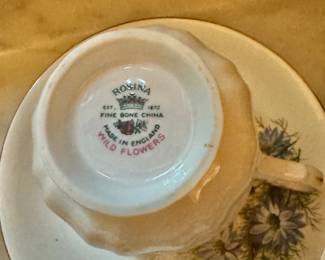 ROSINA
EST. 1872
FINE BONE CHINA
MADE IN ENGLAND
WILD FLOWERS